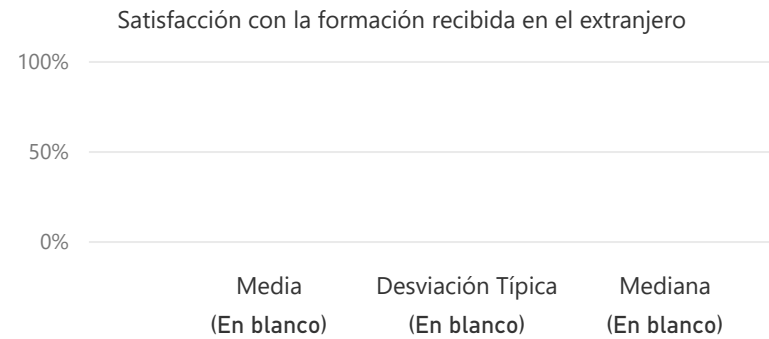 Satisfacción con la formación recibida en el extranjero
100%
50%
0%
Media Desviación Típica Mediana
(En blanco) (En blanco) (En blanco)